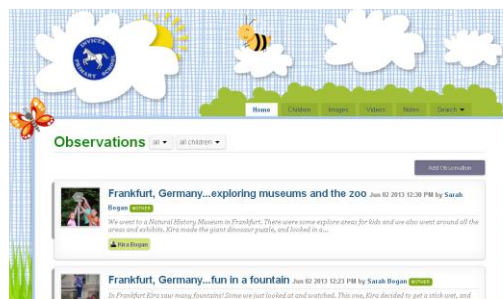 INVICTA PRIMARY SCHOOL
Home Children Images Videos Notes Search
Observations all all children
Add Observation
Frankfurt, Germany...exploring museums and the zoo Jun 02 2013 12:30 PM by Sarah
Bogan MOTHER
We went to a Natural History Museum in Frankfurt. There were some explore areas for kids and we also went around all the
areas and exhibits. Kira made the giant dinosaur puzzle, and looked in a...
Kira Bogan
Frankfurt, Germany...fun in a fountain Jun 02 2013 12:23 PM by Sarah Bogan MOTHER
In Frankfurt Kira saw many fountains! Some we just looked at and watched. This one, Kira decided to get a stick wet, and